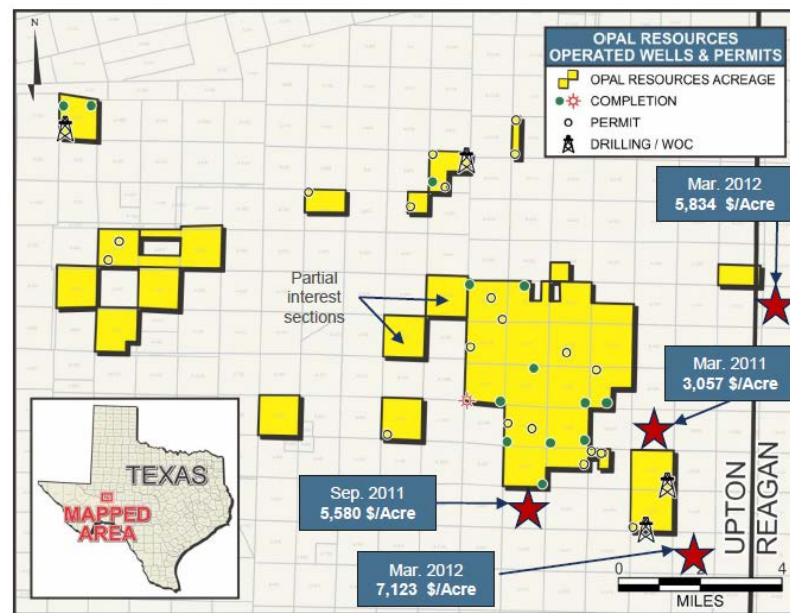 N
OPAL RESOURCES
OPERATED WELLS & PERMITS
OPAL RESOURCES ACREAGE
COMPLETION
PERMIT
DRILLING / WOC
Mar. 2012
5,834 $/Acre
Partial
interest
sections
Mar. 2011
3,057 $/Acre
TEXAS
MAPPED
AREA
Sep. 2011
5,580 $/Acre
Mar. 2012
7,123 $/Acre
UPTON
REAGAN
0 2 4
MILES